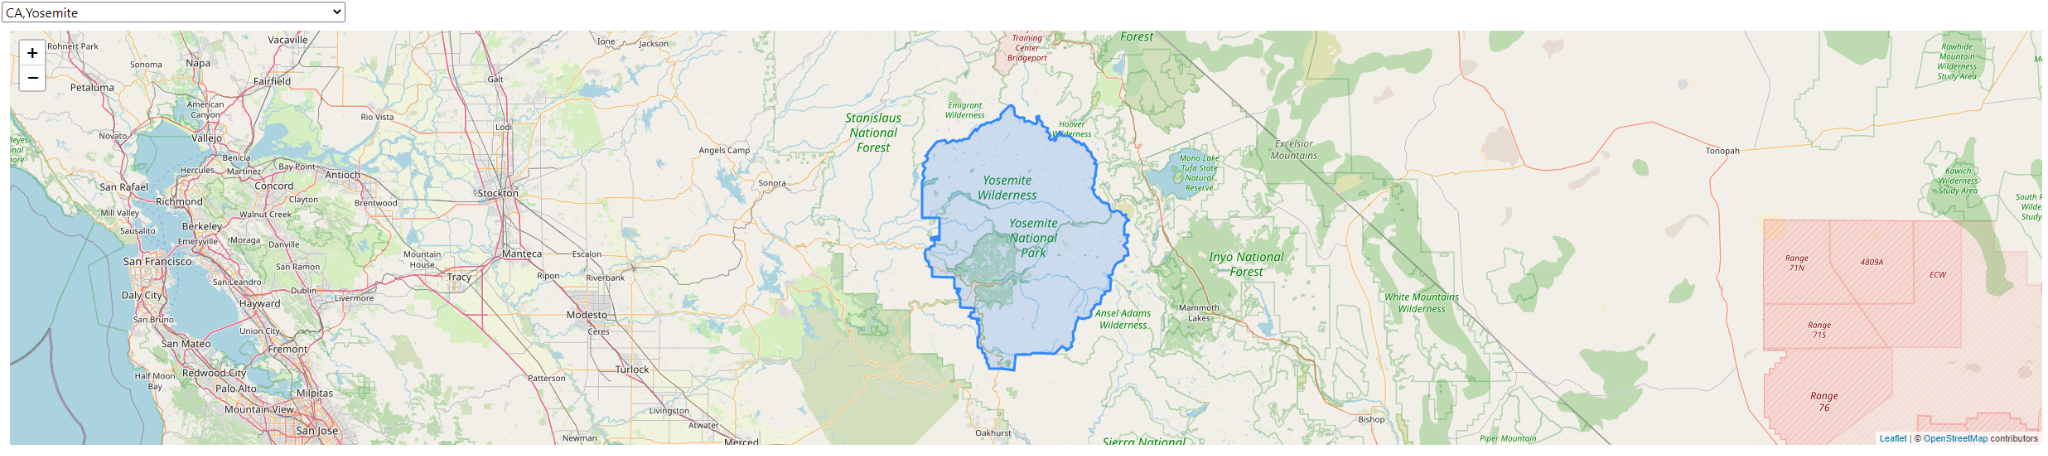 CA,Yosemite
+
−
Rohnert Park
Sonoma
Napa
Vacaville
Petaluma
Fairfield
American
Canyon
Vallejo
Novato
Benicia
Martinez
Hercules
Bay Point
Antioch
Concord
San Rafael
Richmond
Clayton
Walnut Creek
Brentwood
Mill Valley
Sausalito
Berkeley
Emeryville
Moraga
Danville
San Francisco
San Leandro
San Ramon
Daly City
Hayward
Dublin
Livermore
San Bruno
Union City
San Mateo
Fremont
Half Moon
Bay
Redwood City
Palo Alto
Milpitas
Mountain View
San Jose
Rio Vista
Galt
Lodi
Stockton
Mountain
House
Tracy
Manteca
Escalon
Ripon
Riverbank
Modesto
Ceres
Patterson
Turlock
Livingston
Newman
Atwater
Merced
Ione
Jackson
Angels Camp
Sonora
Stanislaus
National
Forest
Emigrant
Wilderness
Training
Center
Bridgeport
Forest
Hoover
Wilderness
Yosemite
Wilderness
Yosemite
National
Park
Mono Lake
Tufa State
Natural
Reserve
Inyo National
Forest
Mammoth
Lakes
Ansel Adams
Wilderness
Oakhurst
Sierra National
Bishop
Excelsior
Mountains
White Mountains
Wilderness
Piper Mountain
Tonopah
Rawhide
Mountain
Wilderness
Study Area
Kawich
Wilderness
Study Area
South R
Wilde
Study
Range
71N
4809A
ECW
Range
71S
Range
76
Leaflet | © OpenStreetMap contributors